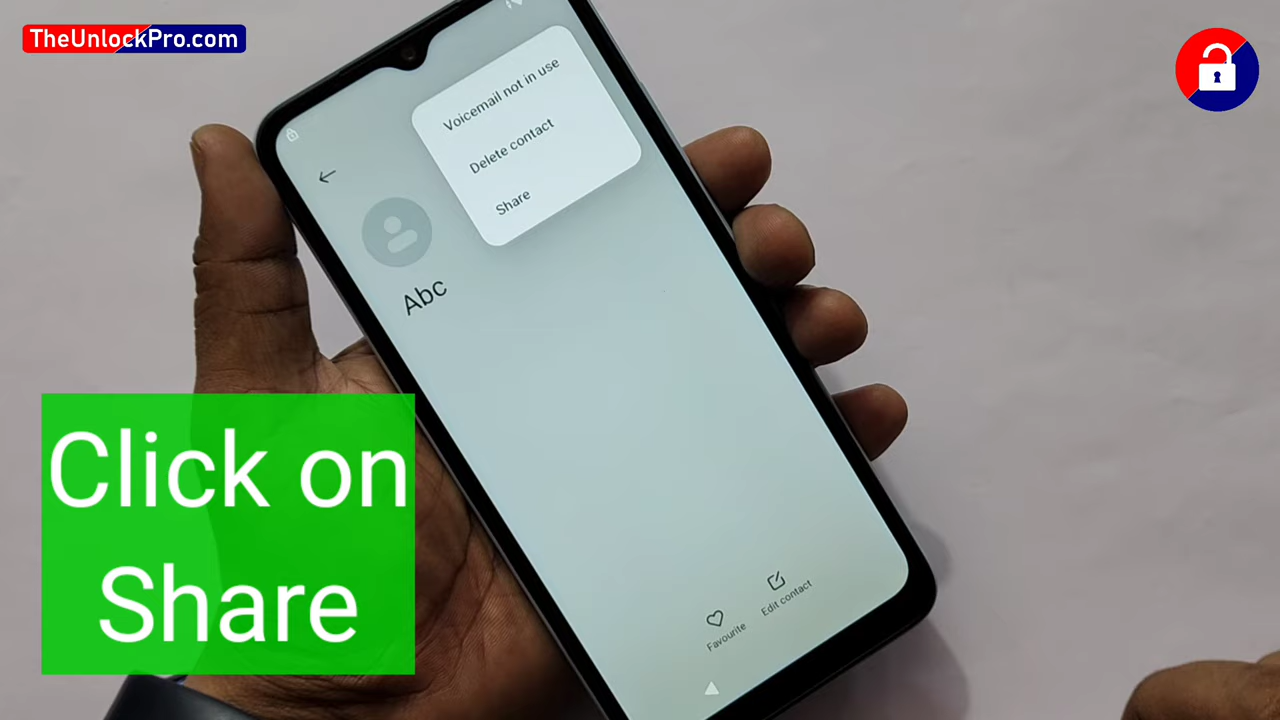 TheUnlockPro.com
Voicemail not in use
Delete contact
Share
Abc
Click on
Share
Favourite
Edit contact